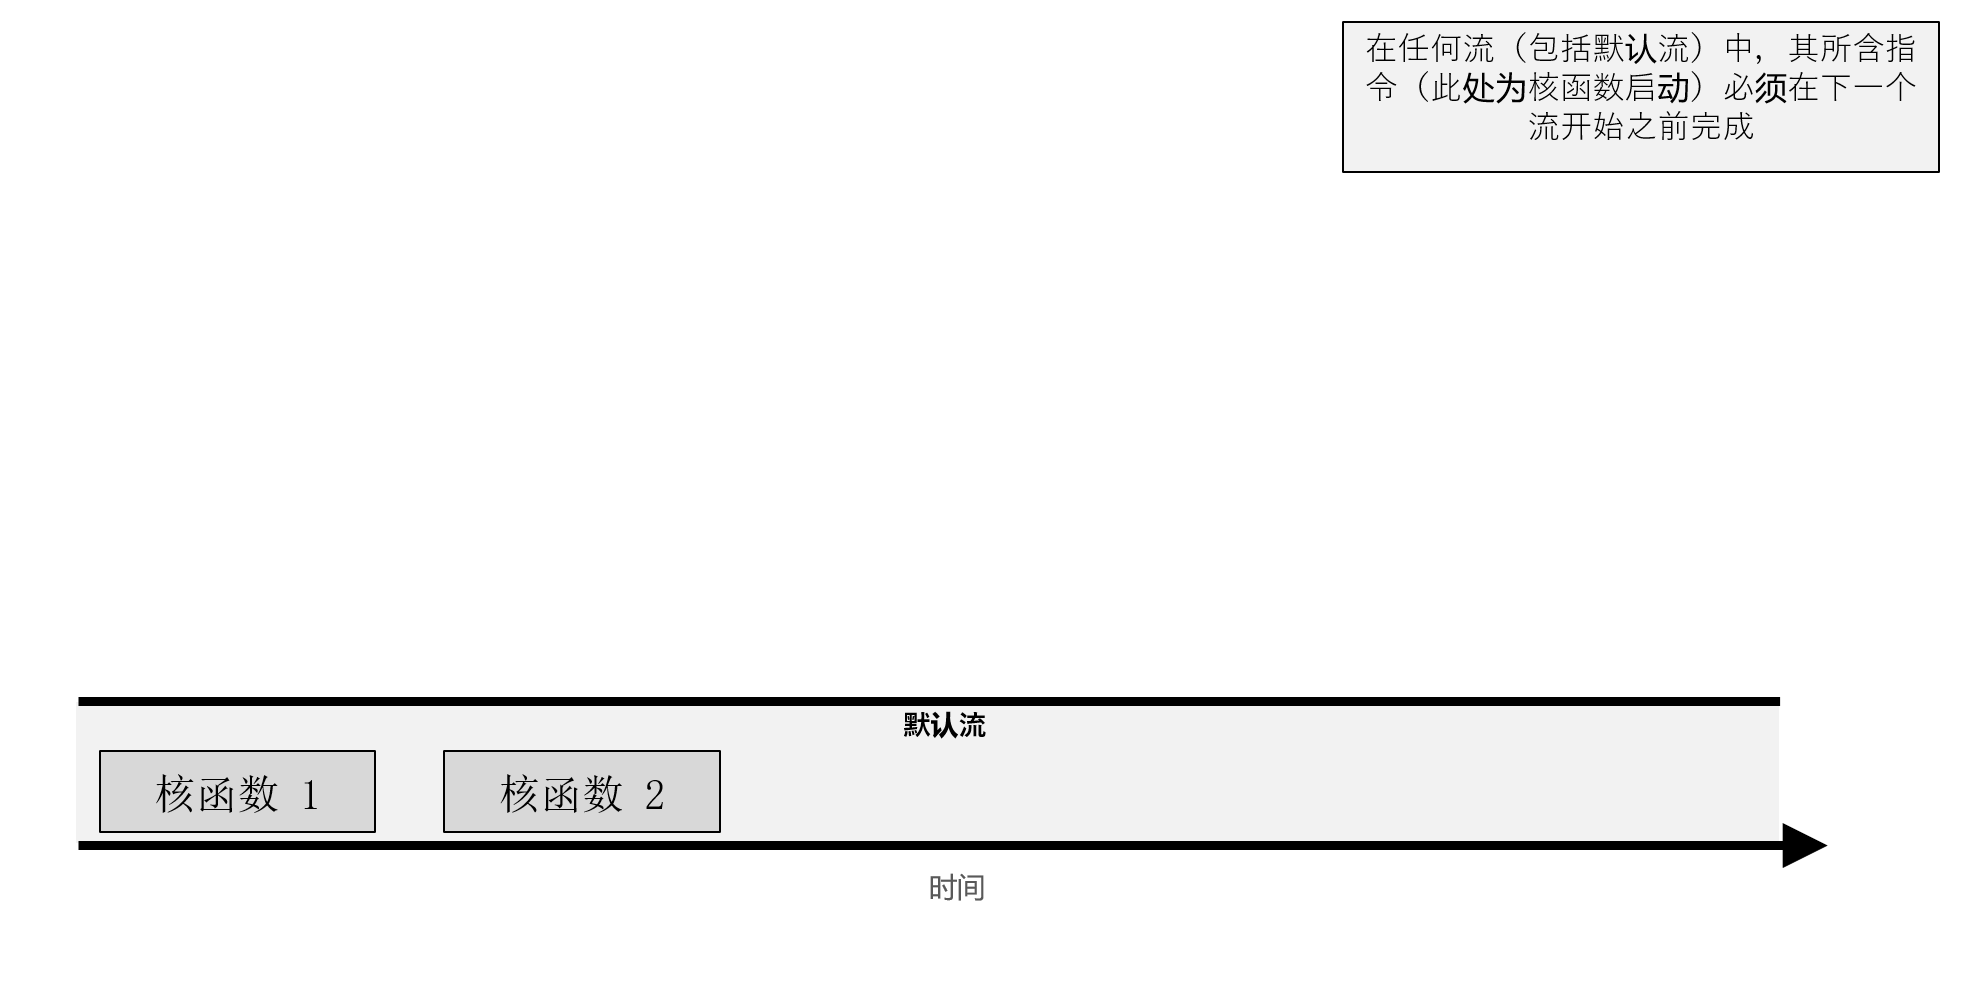 在任何流（包括默认流）中，其所含指
令（此处为核函数启动）必须在下一个
流开始之前完成
默认流
核函数 1
核函数 2
时间